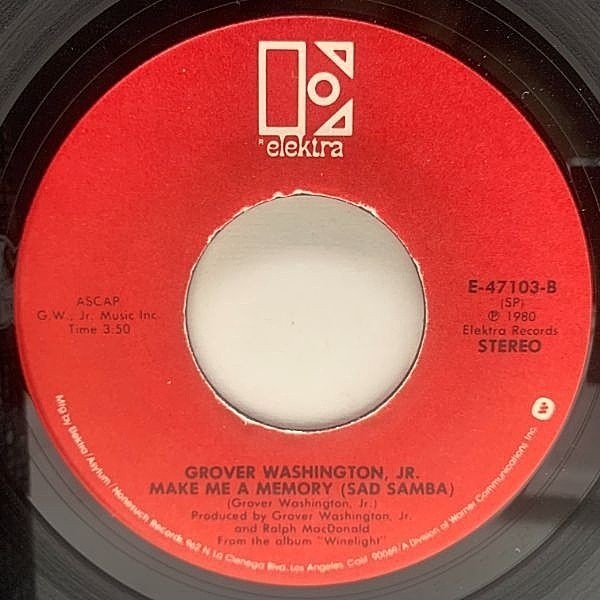 R elektra
ASCAP
G.W., Jr. Music Inc.
Time 3:50
E-47103-B
(SP)
℗ 1980
Elektra Records
STEREO
GROVER WASHINGTON, JR.
MAKE ME A MEMORY (SAD SAMBA)
(Grover Washington, Jr.)
Produced by Grover Washington, Jr.
and Ralph MacDonald
From the album "Winelight"
Mfg by Elektra/Asylum/Nonesuch Records 962 N. La Cienega Blvd., Los Angeles, Calif. 90069/A Division of Warner Communications Inc.